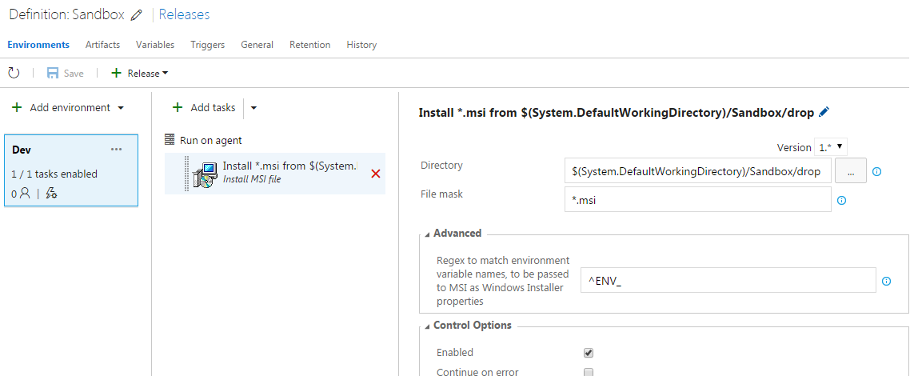 Definition: Sandbox | Releases
Environments Artifacts Variables Triggers General Retention History
Save Release
Add environment
Dev ...
1 / 1 tasks enabled
0
Add tasks
Run on agent
Install *.msi from $(System.I
Install MSI file
Install *.msi from $(System.DefaultWorkingDirectory)/Sandbox/drop
Version 1.*
Directory $(System.DefaultWorkingDirectory)/Sandbox/drop ...
File mask *.msi
Advanced
Regex to match environment
variable names, to be passed
to MSI as Windows Installer
properties
^ENV_
Control Options
Enabled
Continue on error